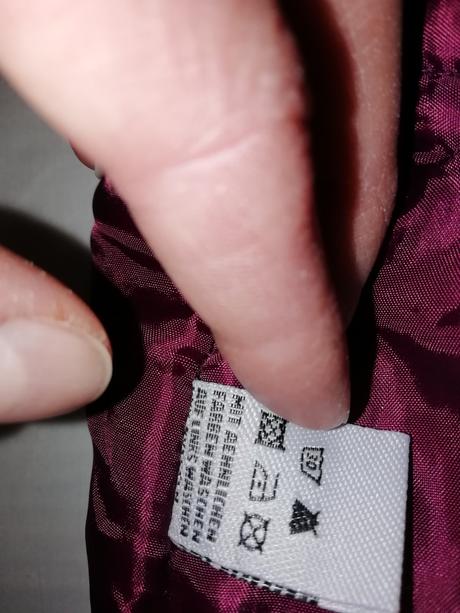 30
MIT AEHNLICHEN
FARBEN WASCHEN
AUF LINKS WASCHEN